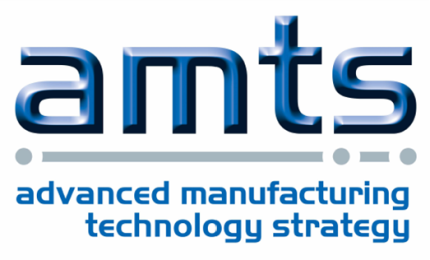 amts
advanced manufacturing
technology strategy